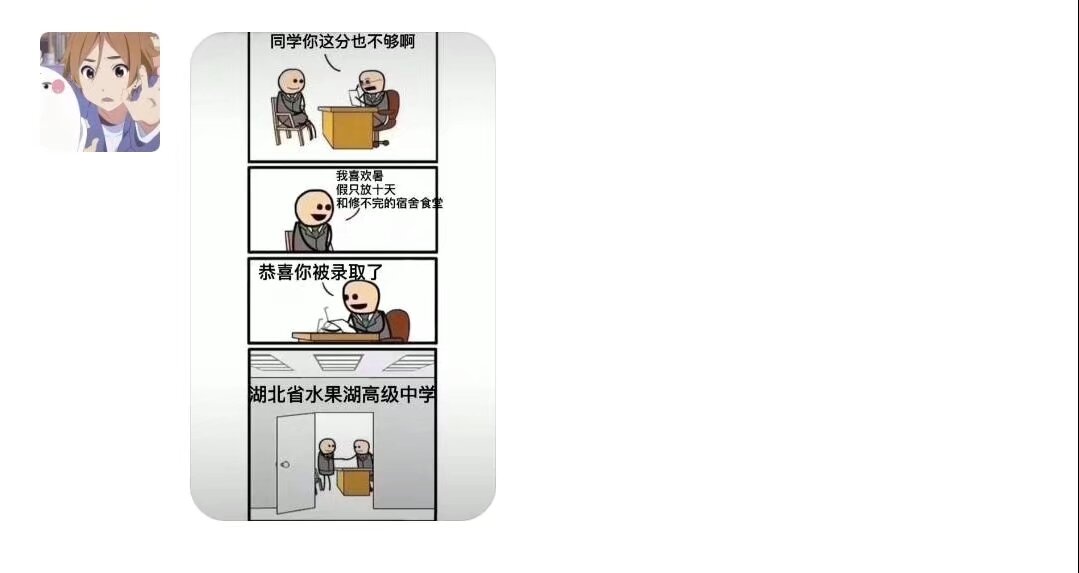 同学你这分也不够啊
我喜欢暑
假只放十天
和修不完的宿舍食堂
恭喜你被录取了
湖北省水果湖高级中学